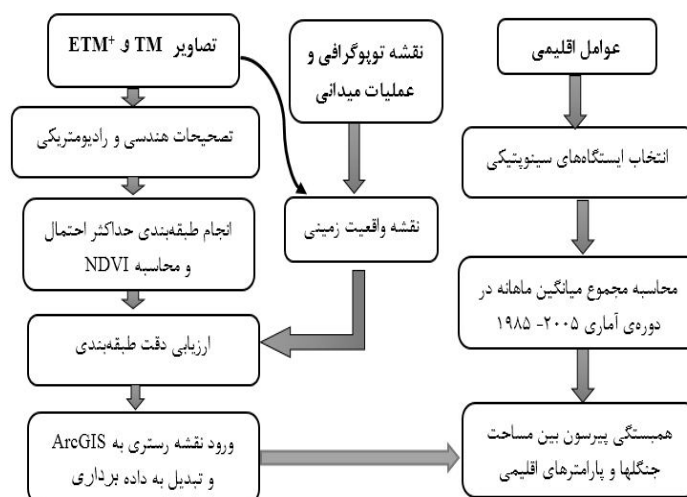 تصاویر TM و ETM+
تصحیحات هندسی و رادیومتریکی
انجام طبقه‌بندی حداکثر احتمال
و محاسبه NDVI
ارزیابی دقت طبقه‌بندی
ورود نقشه رستری به ArcGIS
و تبدیل به داده برداری
نقشه توپوگرافی و
عملیات میدانی
نقشه واقعیت زمینی
عوامل اقلیمی
انتخاب ایستگاه‌های سینوپتیکی
محاسبه مجموع میانگین ماهانه در
دوره‌ی آماری ۲۰۰۵- ۱۹۸۵
همبستگی پیرسون بین مساحت
جنگلها و پارامترهای اقلیمی